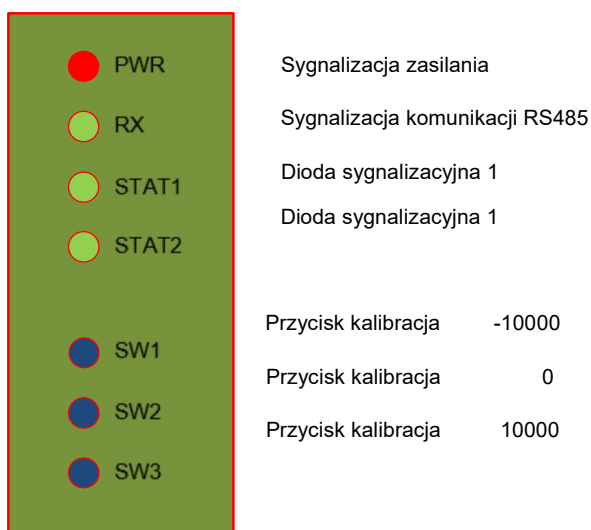 PWR Sygnalizacja zasilania
RX Sygnalizacja komunikacji RS485
STAT1 Dioda sygnalizacyjna 1
STAT2 Dioda sygnalizacyjna 1
SW1 Przycisk kalibracja -10000
SW2 Przycisk kalibracja 0
SW3 Przycisk kalibracja 10000